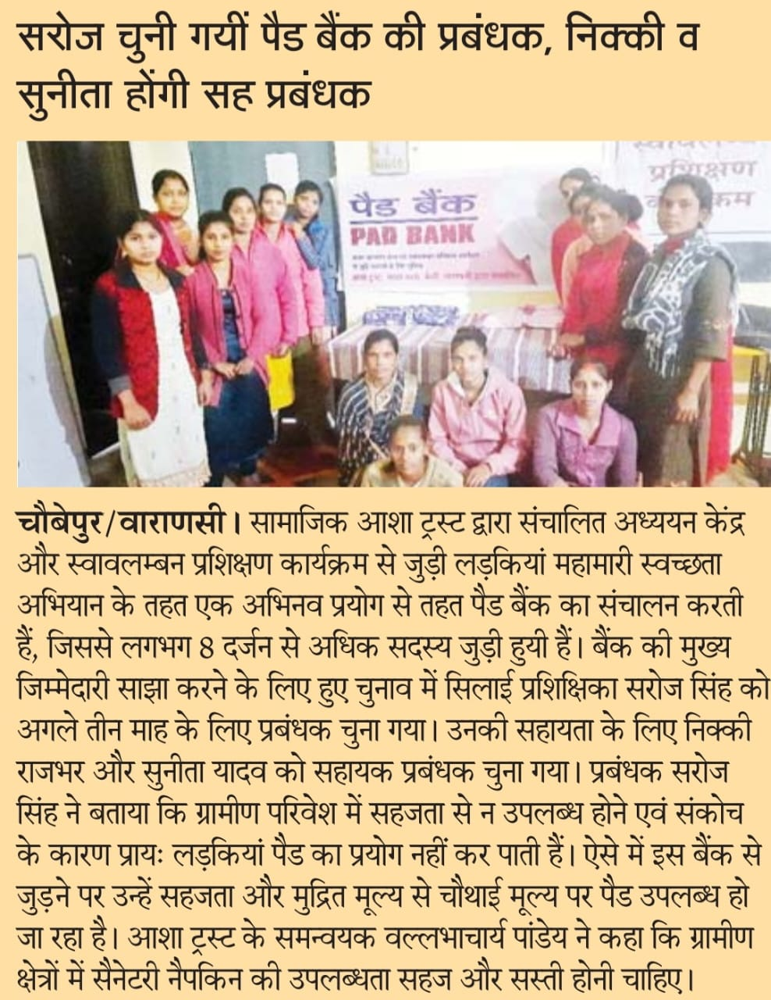 सरोज चुनी गयीं पैड बैंक की प्रबंधक, निक्की व
सुनीता होंगी सह प्रबंधक
प्रशिक्षण
पैड बैंक
PAD BANK
चौबेपुर/वाराणसी। सामाजिक आशा ट्रस्ट द्वारा संचालित अध्ययन केंद्र
और स्वावलम्बन प्रशिक्षण कार्यक्रम से जुड़ी लड़कियां महामारी स्वच्छता
अभियान के तहत एक अभिनव प्रयोग से तहत पैड बैंक का संचालन करती
हैं, जिससे लगभग 8 दर्जन से अधिक सदस्य जुड़ी हुयी हैं। बैंक की मुख्य
जिम्मेदारी साझा करने के लिए हुए चुनाव में सिलाई प्रशिक्षिका सरोज सिंह को
अगले तीन माह के लिए प्रबंधक चुना गया। उनकी सहायता के लिए निक्की
राजभर और सुनीता यादव को सहायक प्रबंधक चुना गया। प्रबंधक सरोज
सिंह ने बताया कि ग्रामीण परिवेश में सहजता से न उपलब्ध होने एवं संकोच
के कारण प्रायः लड़कियां पैड का प्रयोग नहीं कर पाती हैं। ऐसे में इस बैंक से
जुड़ने पर उन्हें सहजता और मुद्रित मूल्य से चौथाई मूल्य पर पैड उपलब्ध हो
जा रहा है। आशा ट्रस्ट के समन्वयक वल्लभाचार्य पांडेय ने कहा कि ग्रामीण
क्षेत्रों में सैनेटरी नैपकिन की उपलब्धता सहज और सस्ती होनी चाहिए।